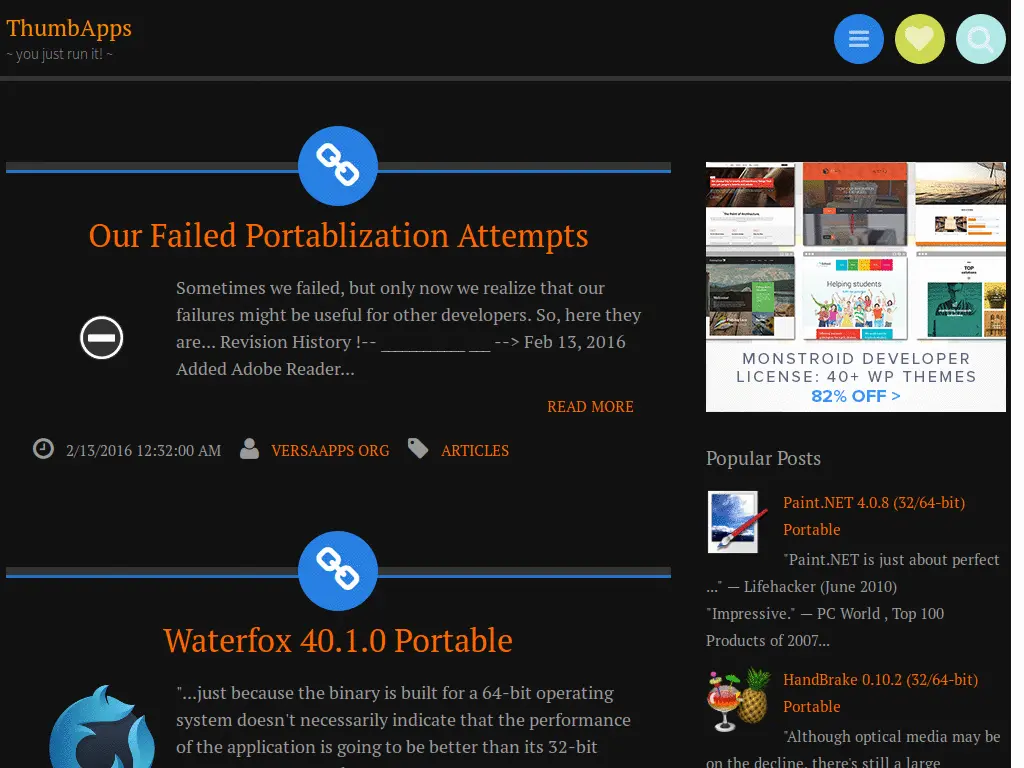 ThumbApps
~ you just run it! ~
Our Failed Portablization Attempts
Sometimes we failed, but only now we realize that our
failures might be useful for other developers. So, here they
are... Revision History !-- __________ ___ --> Feb 13, 2016
Added Adobe Reader...
READ MORE
2/13/2016 12:32:00 AM VERSAAPPS ORG ARTICLES
Waterfox 40.1.0 Portable
"...just because the binary is built for a 64-bit operating
system doesn't necessarily indicate that the performance
of the application is going to be better than its 32-bit
Helping students
TOP
MONSTROID DEVELOPER
LICENSE: 40+ WP THEMES
82% OFF >
Popular Posts
Paint.NET 4.0.8 (32/64-bit)
Portable
"Paint.NET is just about perfect
..." — Lifehacker (June 2010)
"Impressive." — PC World , Top 100
Products of 2007...
HandBrake 0.10.2 (32/64-bit)
Portable
"Although optical media may be
on the decline, there's still a large